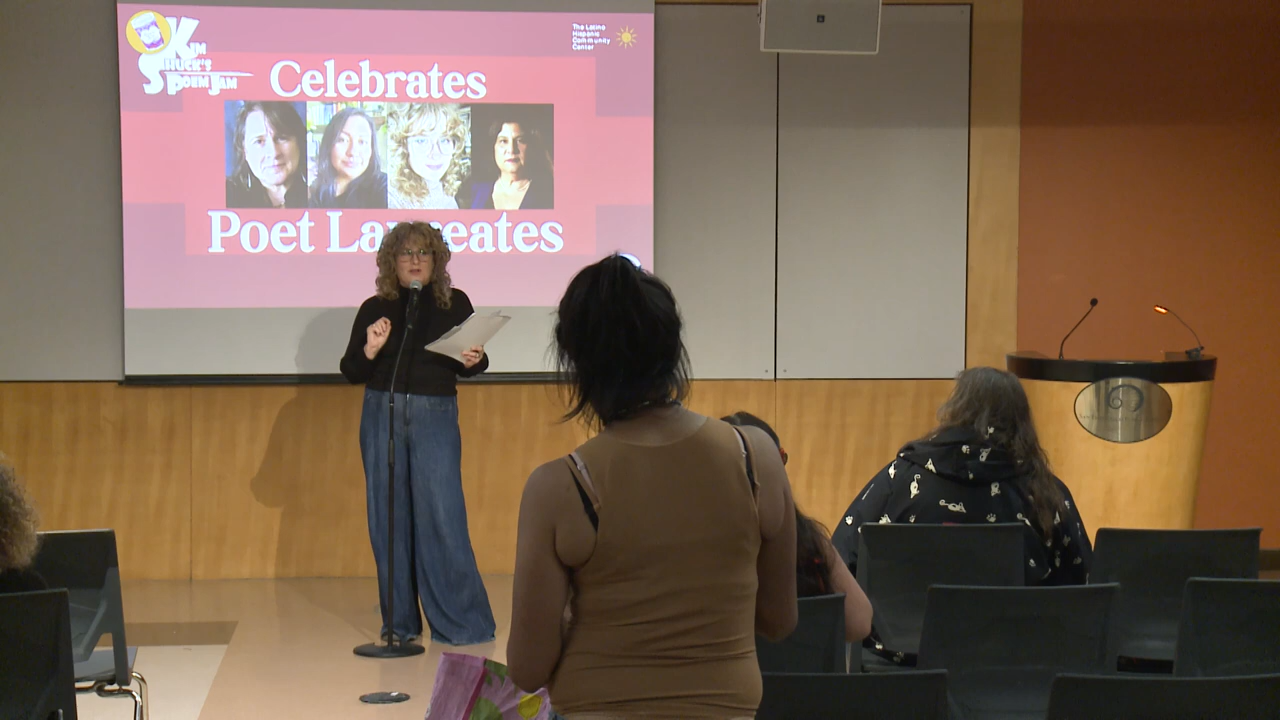 Kim
Shuck's
Poem Jam
The Latino
Hispanic
Community
Center
Celebrates
Poet Laureates